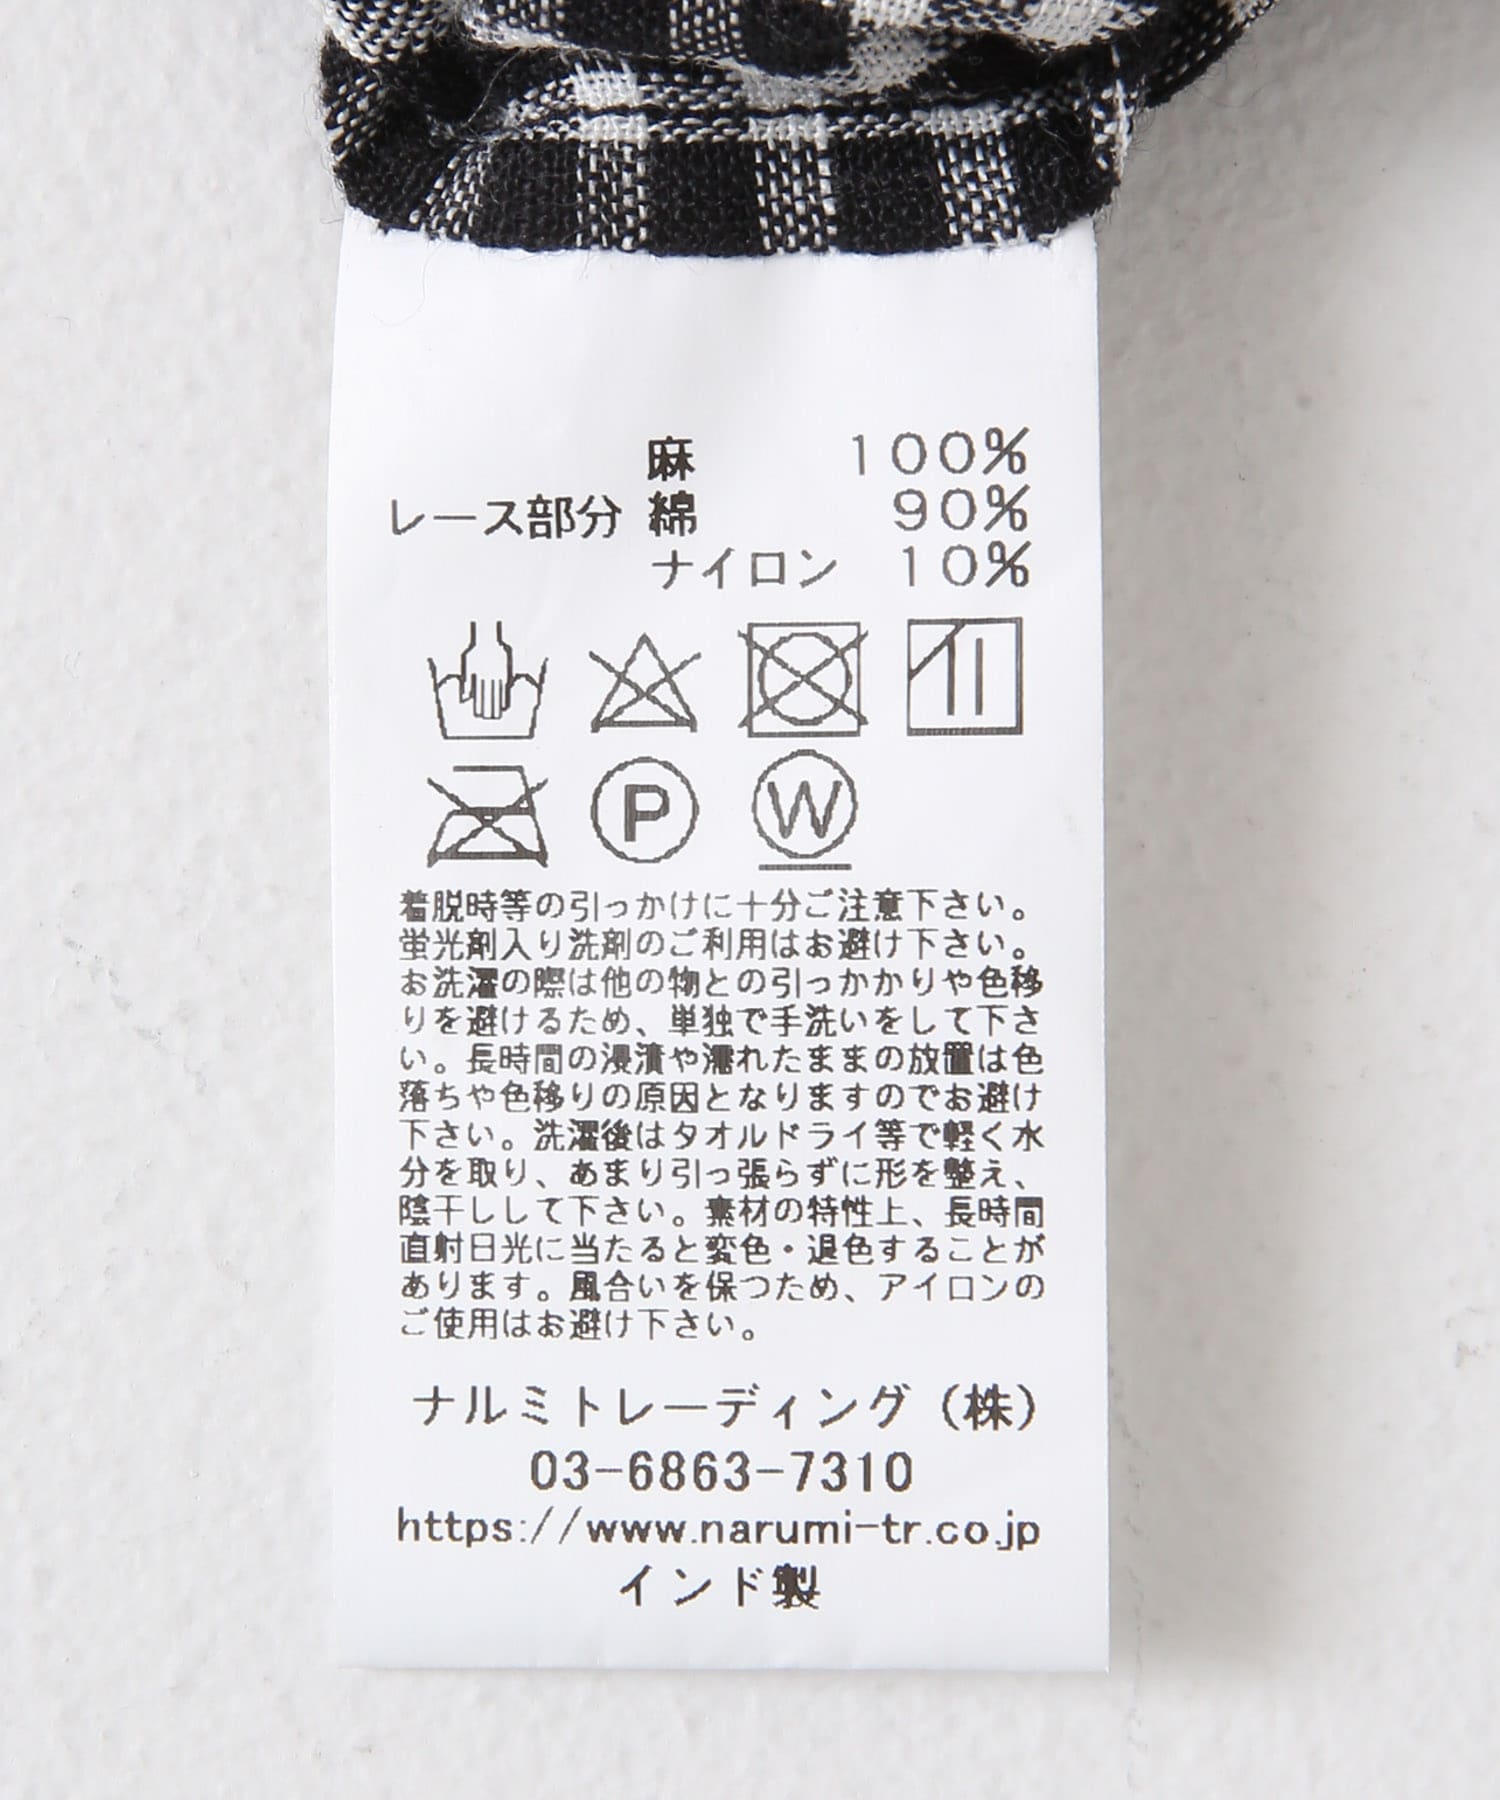 麻 100%
レース部分 綿 90%
ナイロン 10%
P W
着脱時等の引っかけに十分ご注意下さい。
蛍光剤入り洗剤のご利用はお避け下さい。
お洗濯の際は他の物との引っかかりや色移
りを避けるため、単独で手洗いをして下さ
い。長時間の浸漬や濡れたままの放置は色
落ちや色移りの原因となりますのでお避け
下さい。洗濯後はタオルドライ等で軽く水
分を取り、あまり引っ張らずに形を整え、
陰干しして下さい。素材の特性上、長時間
直射日光に当たると変色・退色することが
あります。風合いを保つため、アイロンの
ご使用はお避け下さい。
ナルミトレーディング(株)
03-6863-7310
https://www.narumi-tr.co.jp
インド製